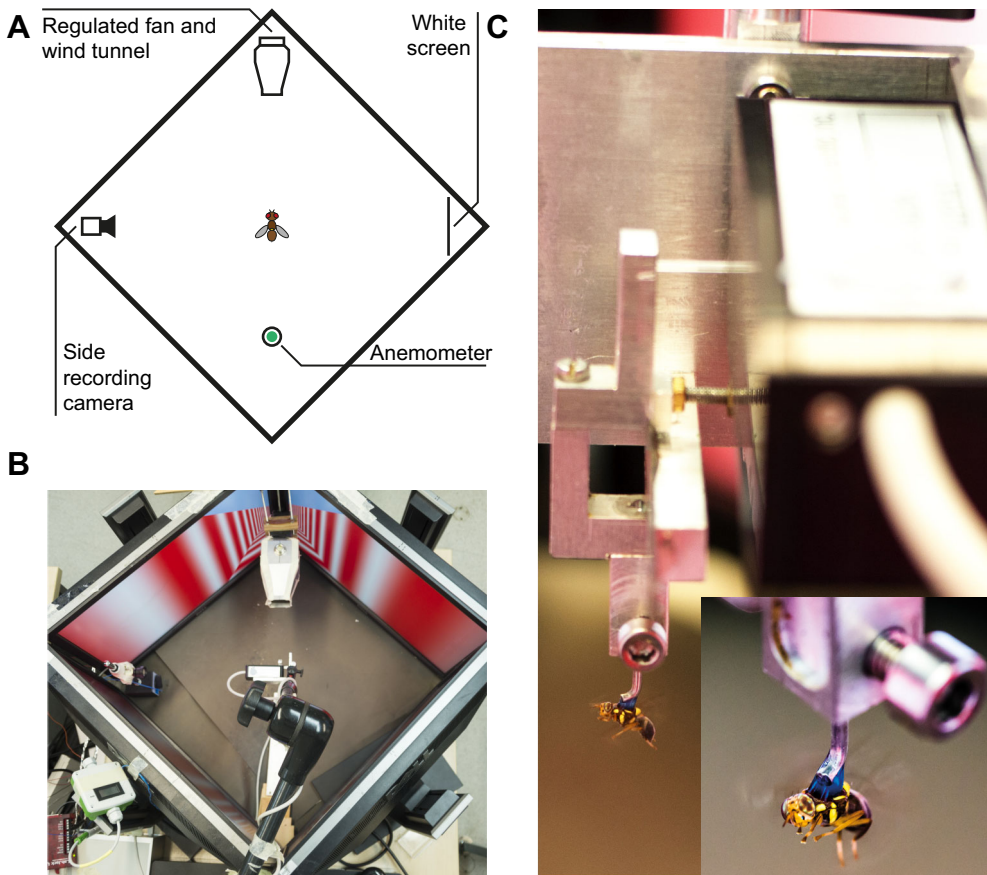 A
Regulated fan and
wind tunnel
White
screen
C
Side
recording
camera
Anemometer
B